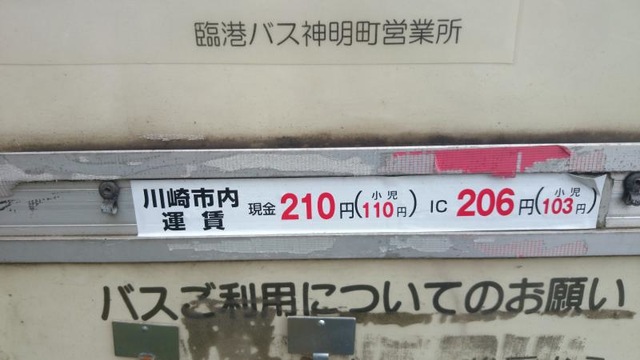 臨港バス神明町営業所
川崎市内
運賃
現金 210円(小児110円) IC 206円(小児103円)
バスご利用についてのお願い